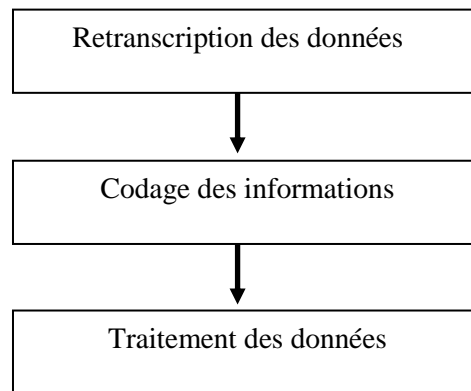 Retranscription des données
Codage des informations
Traitement des données